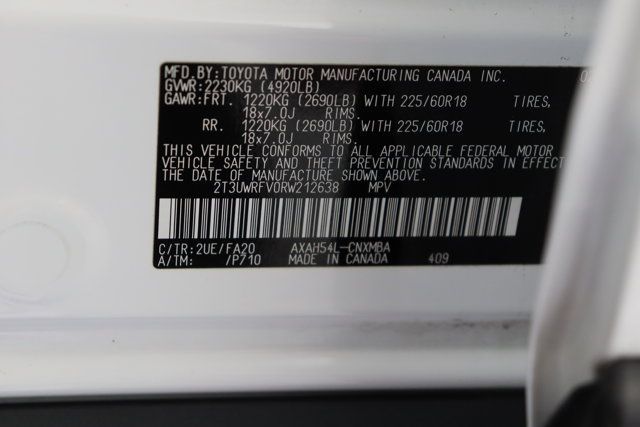 MFD.BY:TOYOTA MOTOR MANUFACTURING CANADA INC.
GVWR:2230KG (4920LB)
GAWR:FRT. 1220KG (2690LB) WITH 225/60R18 TIRES,
18x7.0J RIMS.
RR. 1220KG (2690LB) WITH 225/60R18 TIRES,
18x7.0J RIMS.
THIS VEHICLE CONFORMS TO ALL APPLICABLE FEDERAL MOTOR
VEHICLE SAFETY AND THEFT PREVENTION STANDARDS IN EFFECT
THE DATE OF MANUFACTURE SHOWN ABOVE.
2T3UWRFV0RW212638 MPV
C/TR:2UE/FA20 AXAH54L-CNXMBA
A/TM: /P710 MADE IN CANADA 409